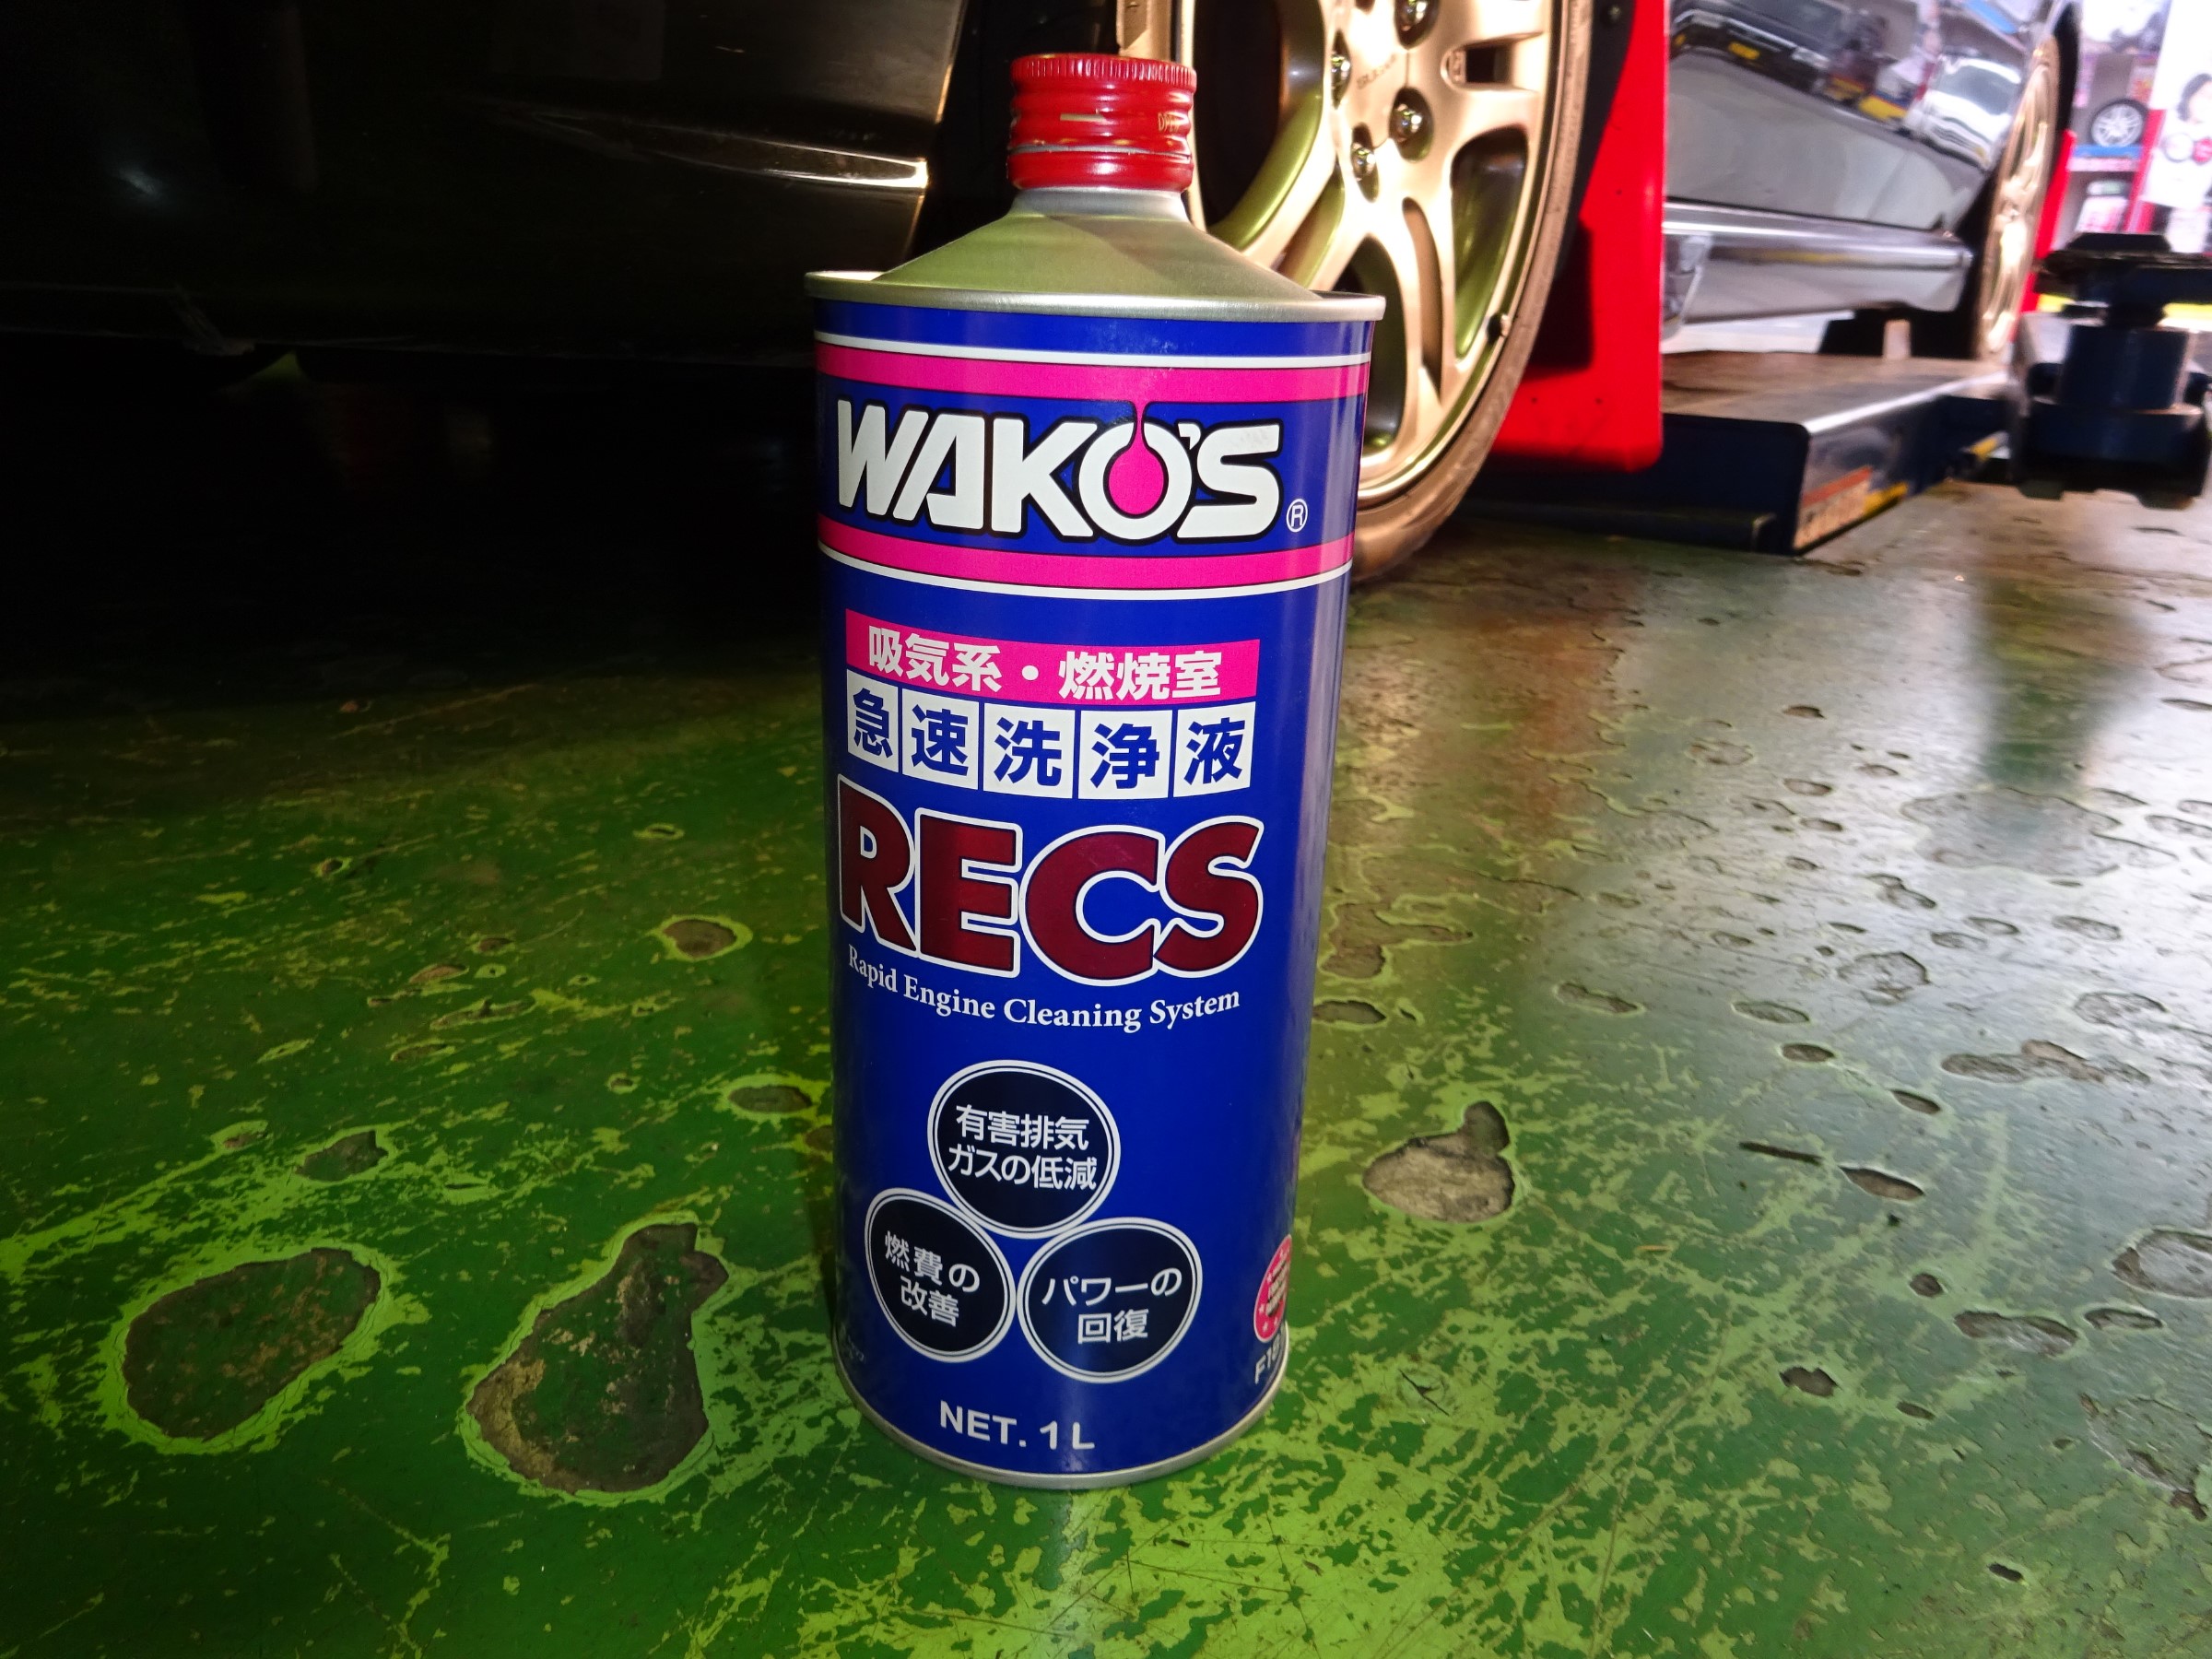 WAKO'S®
吸気系・燃焼室
急速洗浄液
RECS
Rapid Engine Cleaning System
有害排気
ガスの低減
燃費の
改善
パワーの
回復
NET. 1L